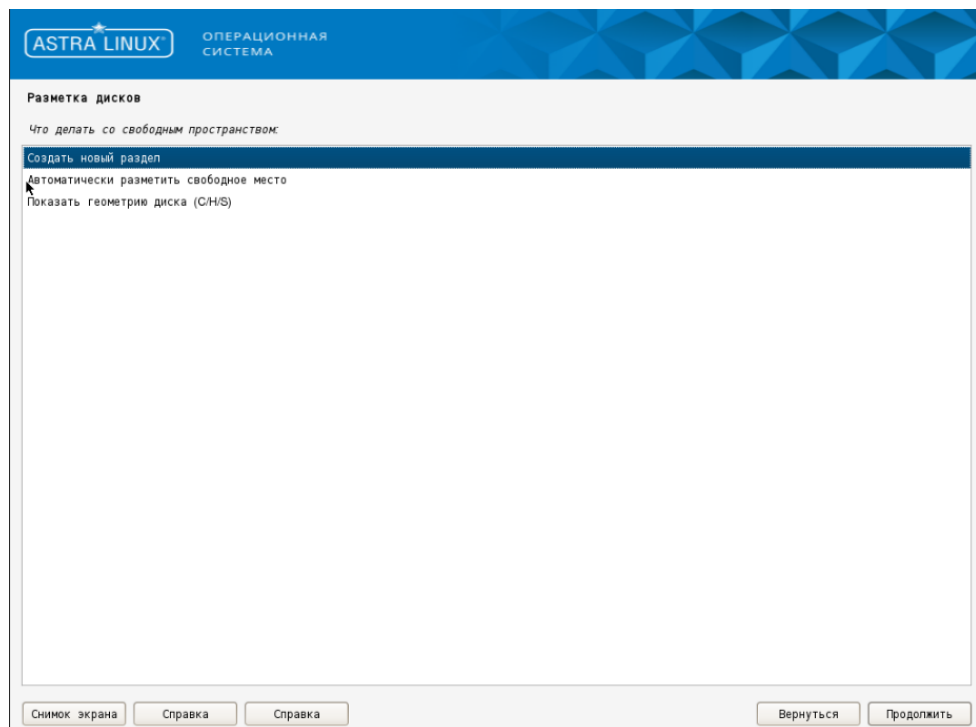 ASTRA LINUX®
ОПЕРАЦИОННАЯ
СИСТЕМА
Разметка дисков
Что делать со свободным пространством:
Создать новый раздел
Автоматически разметить свободное место
Показать геометрию диска (C/H/S)
Снимок экрана
Справка
Справка
Вернуться
Продолжить